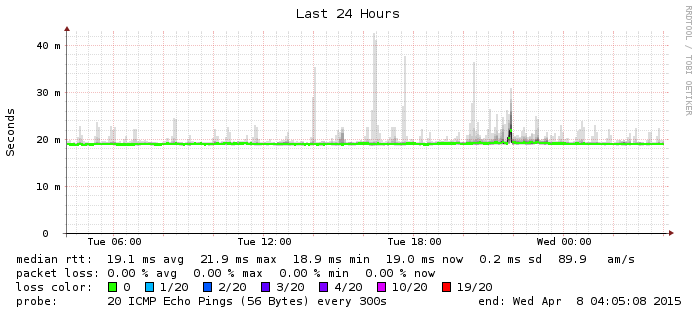 Last 24 Hours
RRDTOOL / TOBI OETIKER
Seconds
40 m
30 m
20 m
10 m
0
Tue 06:00 Tue 12:00 Tue 18:00 Wed 00:00
median rtt: 19.1 ms avg 21.9 ms max 18.9 ms min 19.0 ms now 0.2 ms sd 89.9 am/s
packet loss: 0.00 % avg 0.00 % max 0.00 % min 0.00 % now
loss color: 0 1/20 2/20 3/20 4/20 10/20 19/20
probe: 20 ICMP Echo Pings (56 Bytes) every 300s end: Wed Apr 8 04:05:08 2015